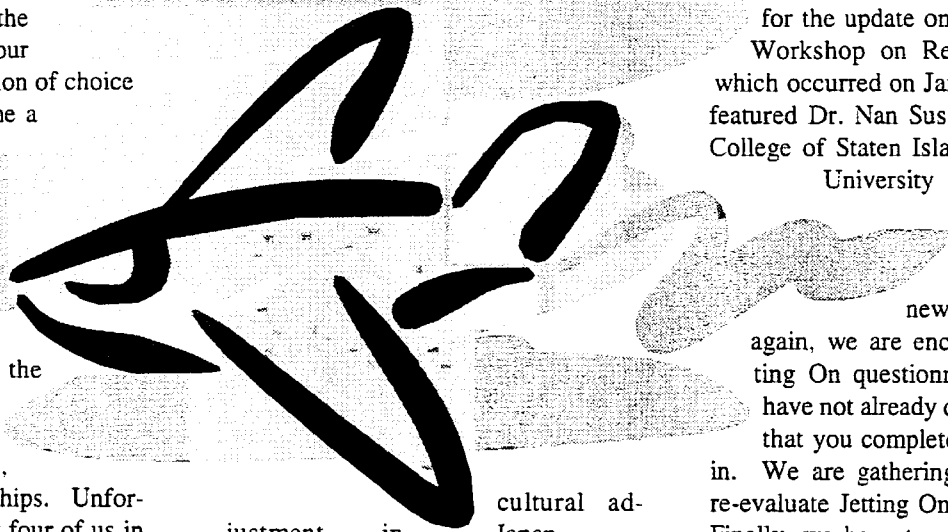 the
our
on of choice
ne a
the
,
hips. Unfor-
four of us in
justment in
cultural ad-
Japan
for the update on
Workshop on Re
which occurred on Jan
featured Dr. Nan Sus
College of Staten Isla
University
new
again, we are enc
ting On questionn
have not already c
that you complete
in. We are gathering
re-evaluate Jetting On